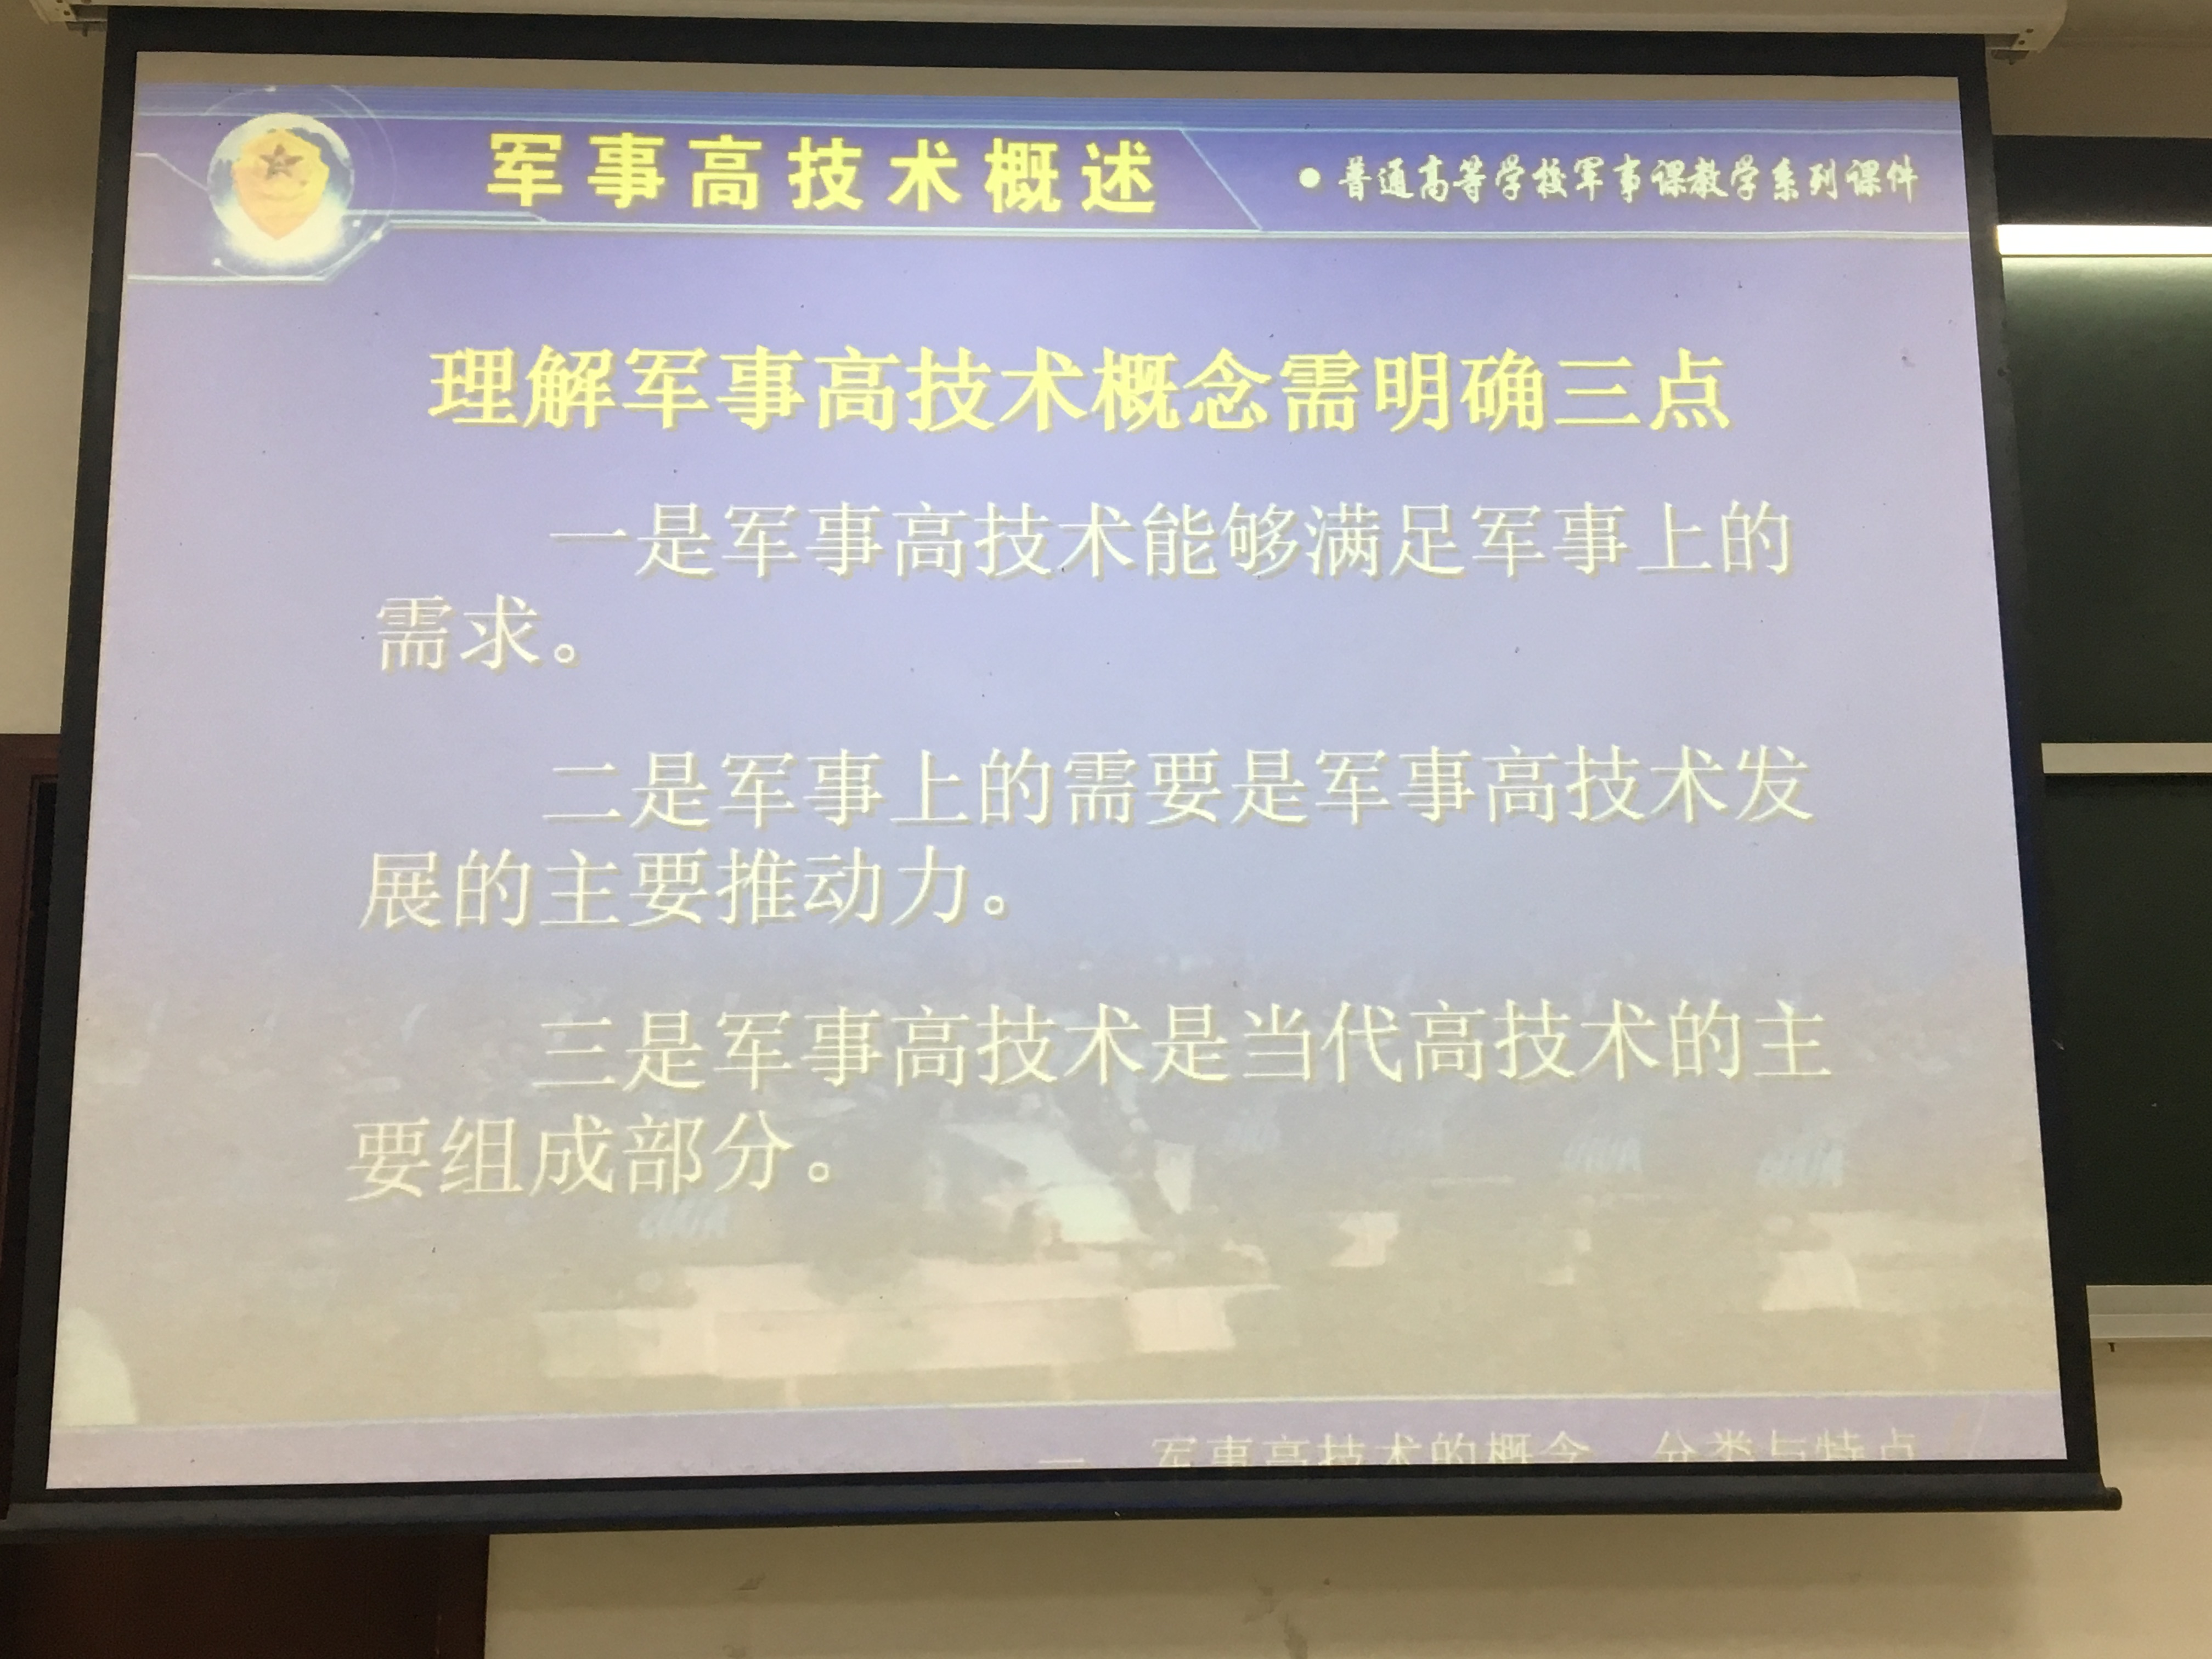 军事高技术概述
●普通高等学校军事课教学系列课件
理解军事高技术概念需明确三点
一是军事高技术能够满足军事上的
需求。
二是军事上的需要是军事高技术发
展的主要推动力。
三是军事高技术是当代高技术的主
要组成部分。
一、军事高技术的概念、分类与特点